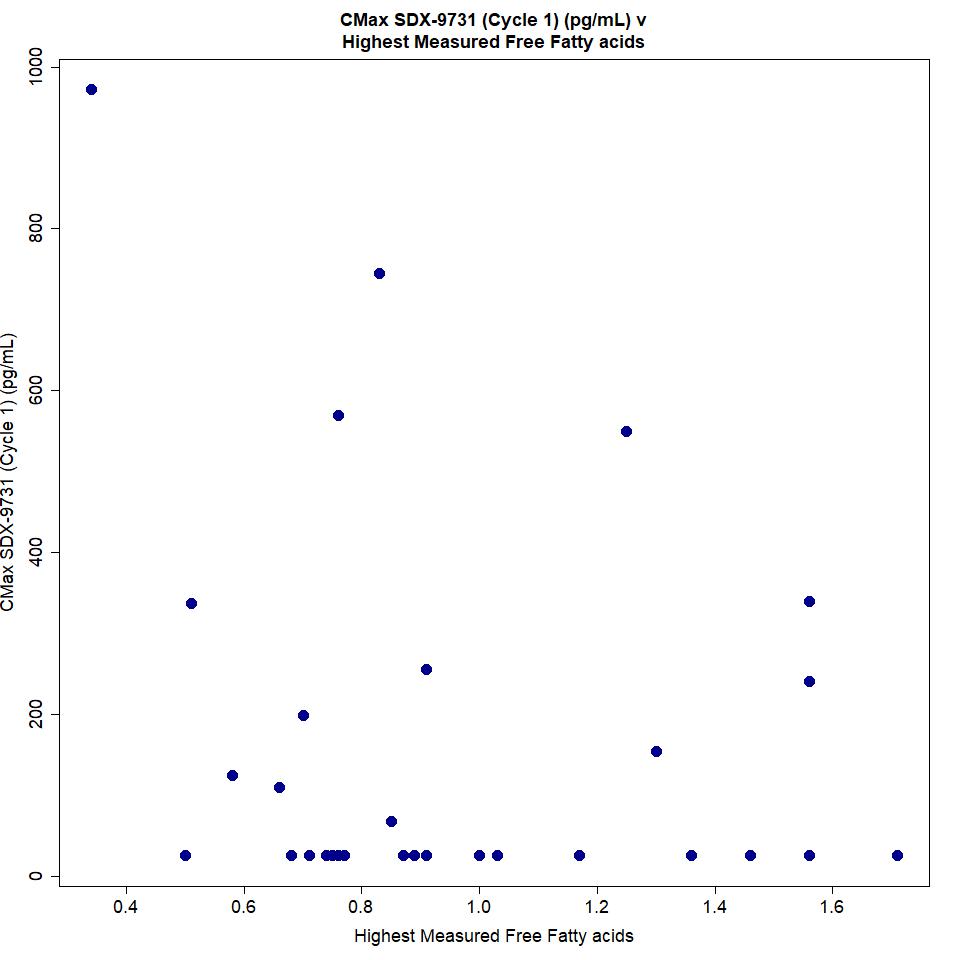 CMax SDX-9731 (Cycle 1) (pg/mL) v
Highest Measured Free Fatty acids
CMax SDX-9731 (Cycle 1) (pg/mL)
1000
800
600
400
200
0
0.4 0.6 0.8 1.0 1.2 1.4 1.6
Highest Measured Free Fatty acids